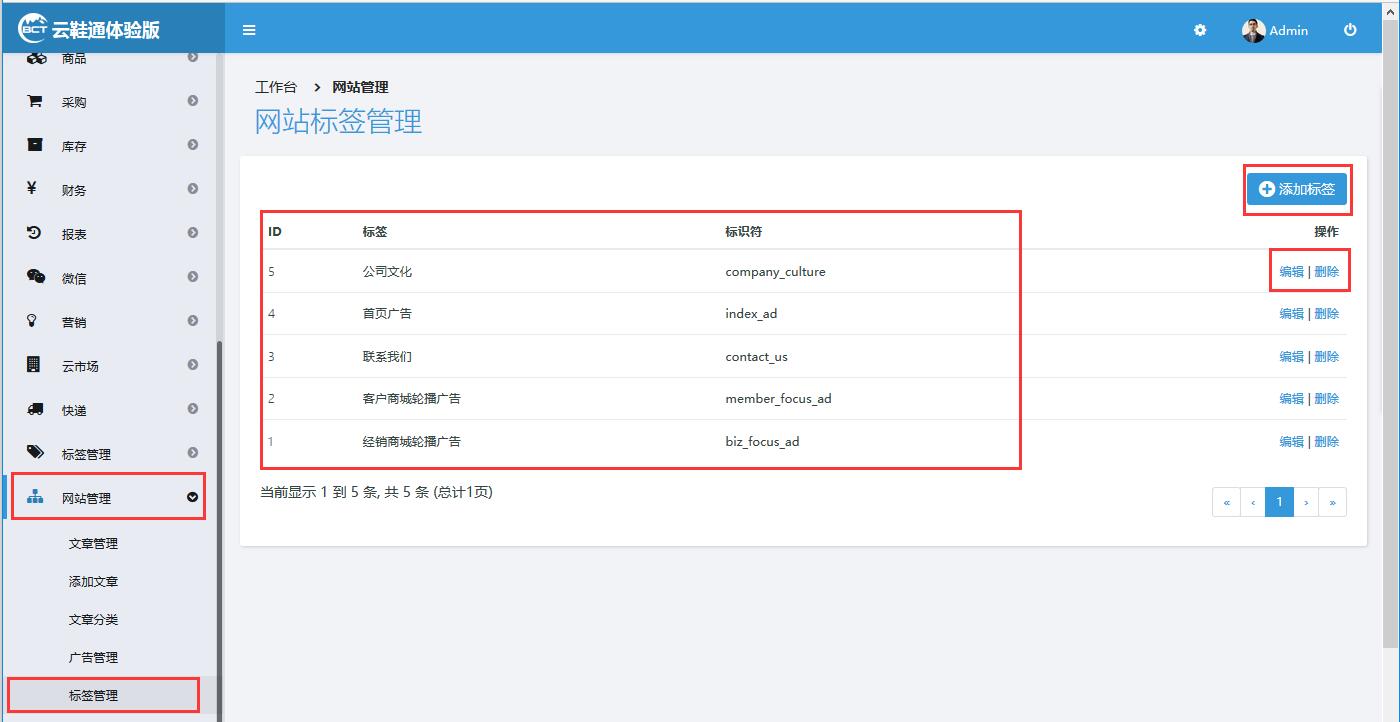 BCT 云鞋通体验版
Admin
商品
采购
库存
财务
报表
微信
营销
云市场
快递
标签管理
网站管理
文章管理
添加文章
文章分类
广告管理
标签管理
工作台 › 网站管理
网站标签管理
添加标签
ID 标签 标识符 操作
5 公司文化 company_culture 编辑 | 删除
4 首页广告 index_ad 编辑 | 删除
3 联系我们 contact_us 编辑 | 删除
2 客户商城轮播广告 member_focus_ad 编辑 | 删除
1 经销商城轮播广告 biz_focus_ad 编辑 | 删除
当前显示 1 到 5 条, 共 5 条 (总计1页)
« ‹ 1 › »